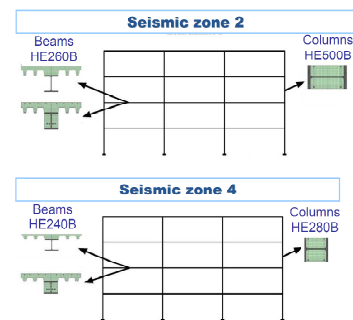 Seismic zone 2
Beams
HE260B
Columns
HE500B
Seismic zone 4
Beams
HE240B
Columns
HE280B